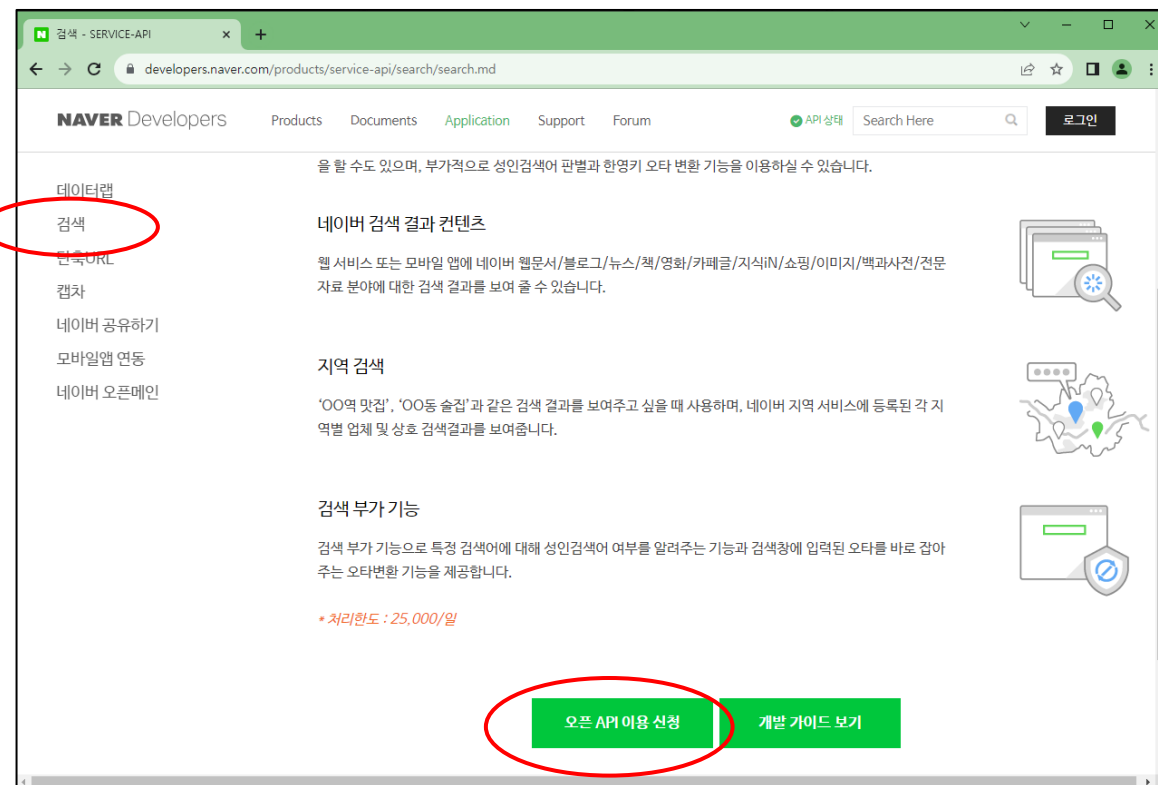 검색 - SERVICE-API
developers.naver.com/products/service-api/search/search.md
NAVER Developers Products Documents Application Support Forum API 상태 Search Here 로그인
을 할 수도 있으며, 부가적으로 성인검색어 판별과 한영키 오타 변환 기능을 이용하실 수 있습니다.
데이터랩
검색
단축URL
캡차
네이버 공유하기
모바일앱 연동
네이버 오픈메인
네이버 검색 결과 컨텐츠
웹 서비스 또는 모바일 앱에 네이버 웹문서/블로그/뉴스/책/영화/카페글/지식iN/쇼핑/이미지/백과사전/전문
자료 분야에 대한 검색 결과를 보여 줄 수 있습니다.
지역 검색
‘OO역 맛집’, ‘OO동 술집’과 같은 검색 결과를 보여주고 싶을 때 사용하며, 네이버 지역 서비스에 등록된 각 지
역별 업체 및 상호 검색결과를 보여줍니다.
검색 부가 기능
검색 부가 기능으로 특정 검색어에 대해 성인검색어 여부를 알려주는 기능과 검색창에 입력된 오타를 바로 잡아
주는 오타변환 기능을 제공합니다.
* 처리한도 : 25,000/일
오픈 API 이용 신청 개발 가이드 보기